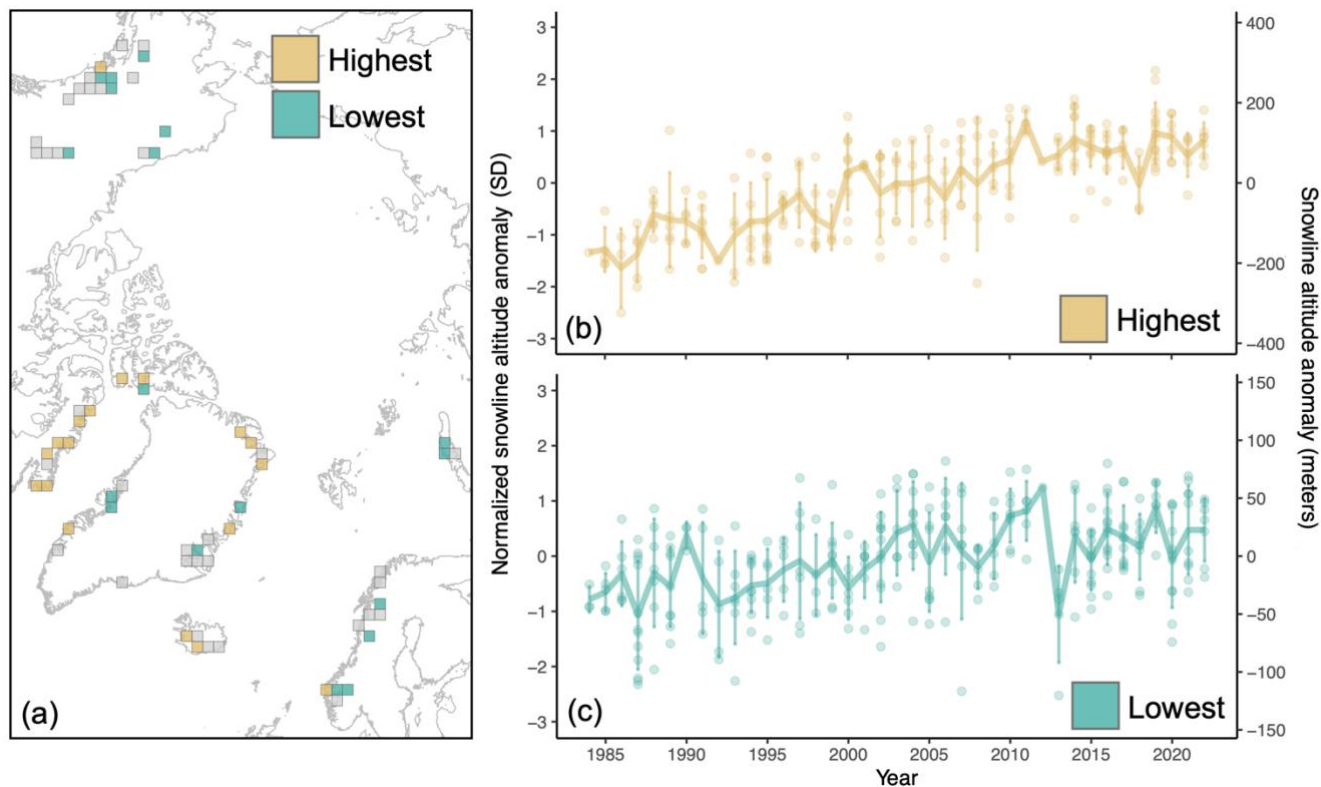 Highest
Lowest
(a)
Normalized snowline altitude anomaly (SD)
3
2
1
0
−1
−2
−3
(b)
Highest
400
200
0
−200
−400
Snowline altitude anomaly (meters)
3
2
1
0
−1
−2
−3
(c)
Lowest
150
100
50
0
−50
−100
−150
1985 1990 1995 2000 2005 2010 2015 2020
Year